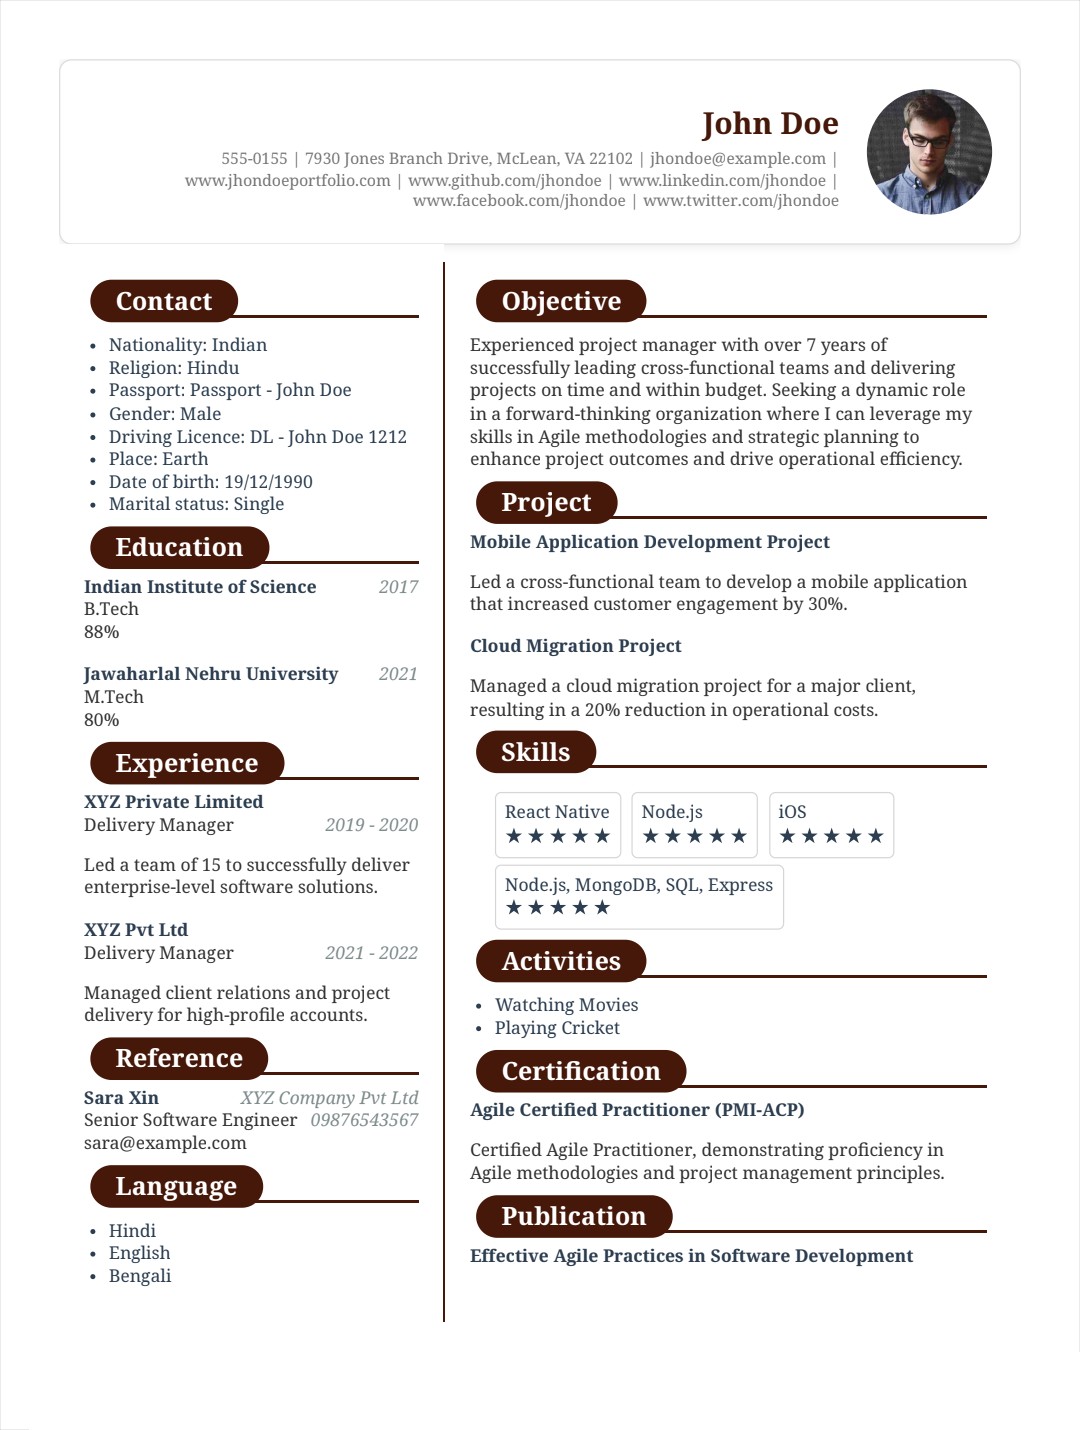 John Doe
555-0155 | 7930 Jones Branch Drive, McLean, VA 22102 | jhondoe@example.com |
www.jhondoeportfolio.com | www.github.com/jhondoe | www.linkedin.com/jhondoe |
www.facebook.com/jhondoe | www.twitter.com/jhondoe
Contact
• Nationality: Indian
• Religion: Hindu
• Passport: Passport - John Doe
• Gender: Male
• Driving Licence: DL - John Doe 1212
• Place: Earth
• Date of birth: 19/12/1990
• Marital status: Single
Education
Indian Institute of Science 2017
B.Tech
88%
Jawaharlal Nehru University 2021
M.Tech
80%
Experience
XYZ Private Limited
Delivery Manager 2019 - 2020
Led a team of 15 to successfully deliver
enterprise-level software solutions.
XYZ Pvt Ltd
Delivery Manager 2021 - 2022
Managed client relations and project
delivery for high-profile accounts.
Reference
Sara Xin XYZ Company Pvt Ltd
Senior Software Engineer 09876543567
sara@example.com
Language
• Hindi
• English
• Bengali
Objective
Experienced project manager with over 7 years of
successfully leading cross-functional teams and delivering
projects on time and within budget. Seeking a dynamic role
in a forward-thinking organization where I can leverage my
skills in Agile methodologies and strategic planning to
enhance project outcomes and drive operational efficiency.
Project
Mobile Application Development Project
Led a cross-functional team to develop a mobile application
that increased customer engagement by 30%.
Cloud Migration Project
Managed a cloud migration project for a major client,
resulting in a 20% reduction in operational costs.
Skills
React Native Node.js iOS
★★★★★ ★★★★★ ★★★★★
Node.js, MongoDB, SQL, Express
★★★★★
Activities
• Watching Movies
• Playing Cricket
Certification
Agile Certified Practitioner (PMI-ACP)
Certified Agile Practitioner, demonstrating proficiency in
Agile methodologies and project management principles.
Publication
Effective Agile Practices in Software Development